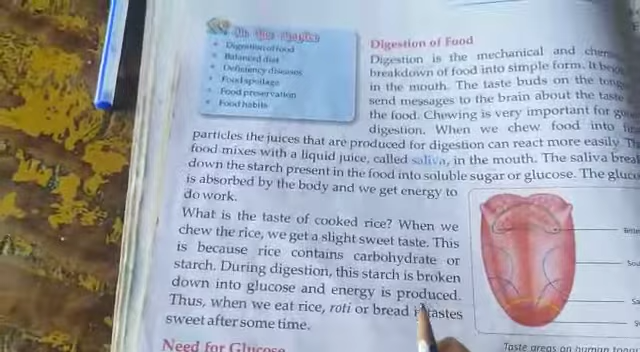 In this chapter
Digestion of food
Balanced diet
Deficiency diseases
Food spoilage
Food preservation
Food habits
Digestion of Food
Digestion is the mechanical and
breakdown of food into simple form. It
in the mouth. The taste buds on the
send messages to the brain about the taste
the food. Chewing is very important for
digestion. When we chew food into
particles the juices that are produced for digestion can react more easily.
food mixes with a liquid juice, called saliva, in the mouth. The saliva
down the starch present in the food into soluble sugar or glucose. The
is absorbed by the body and we get energy to
do work.
What is the taste of cooked rice? When we
chew the rice, we get a slight sweet taste. This
is because rice contains carbohydrate or
starch. During digestion, this starch is broken
down into glucose and energy is produced.
Thus, when we eat rice, roti or bread tastes
sweet after some time.
Need for Glucose
Taste areas on human